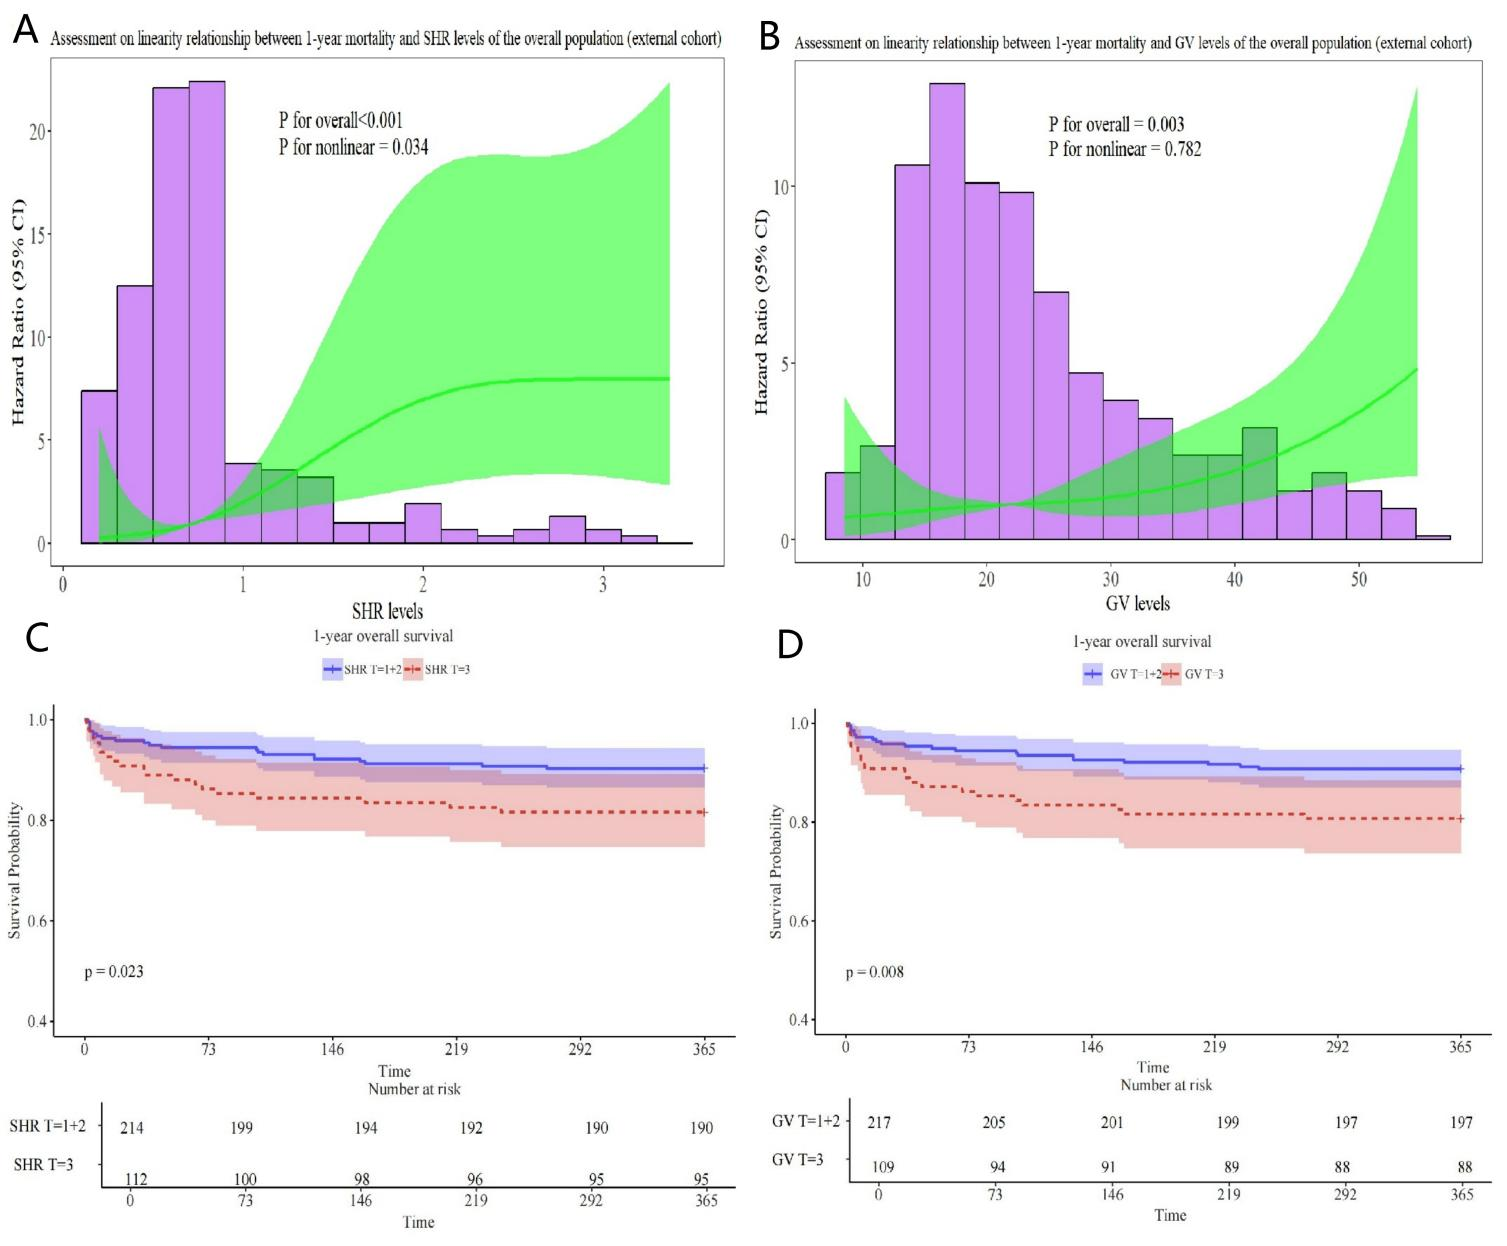 A
Assessment on linearity relationship between 1-year mortality and SHR levels of the overall population (external cohort)
P for overall<0.001
P for nonlinear = 0.034
Hazard Ratio (95% CI)
20
15
10
5
0
0 1 2 3
SHR levels
B
Assessment on linearity relationship between 1-year mortality and GV levels of the overall population (external cohort)
P for overall = 0.003
P for nonlinear = 0.782
Hazard Ratio (95% CI)
10
5
0
10 20 30 40 50
GV levels
C
1-year overall survival
SHR T=1+2 SHR T=3
Survival Probability
1.0
0.8
0.6
0.4
p = 0.023
0 73 146 219 292 365
Time
Number at risk
SHR T=1+2 214 199 194 192 190 190
SHR T=3 112 100 98 96 95 95
0 73 146 219 292 365
Time
D
1-year overall survival
GV T=1+2 GV T=3
Survival Probability
1.0
0.8
0.6
0.4
p = 0.008
0 73 146 219 292 365
Time
Number at risk
GV T=1+2 217 205 201 199 197 197
GV T=3 109 94 91 89 88 88
0 73 146 219 292 365
Time